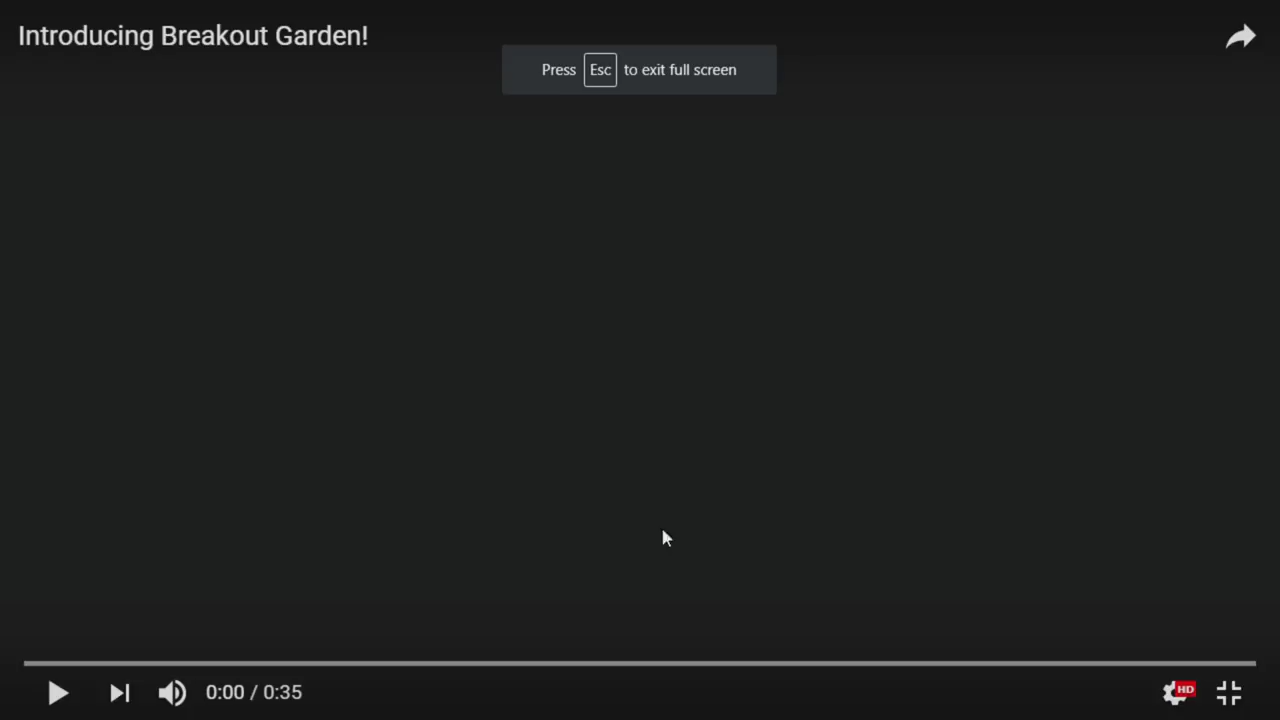 Introducing Breakout Garden!
Press Esc to exit full screen
0:00 / 0:35
HD